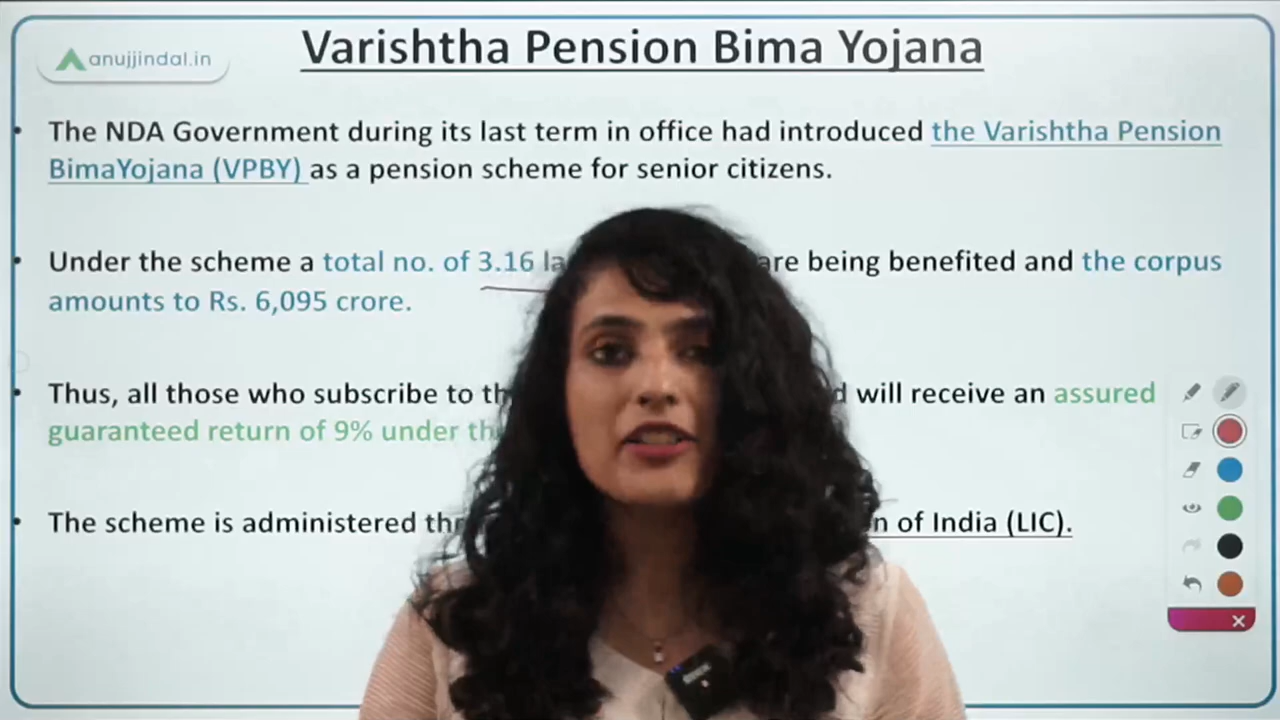 anujjindal.in
Varishtha Pension Bima Yojana
The NDA Government during its last term in office had introduced the Varishtha Pension
BimaYojana (VPBY) as a pension scheme for senior citizens.
Under the scheme a total no. of 3.16 are being benefited and the corpus
amounts to Rs. 6,095 crore.
Thus, all those who subscribe to will receive an assured
guaranteed return of 9% under
The scheme is administered of India (LIC).